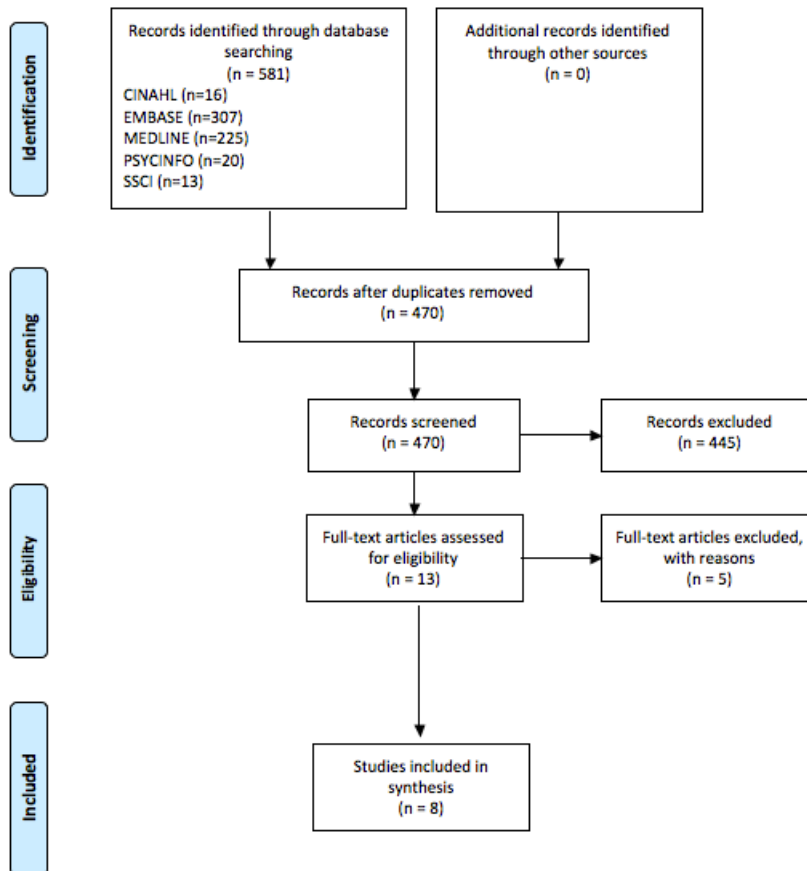 Identification
Records identified through database
searching
(n = 581)
CINAHL (n=16)
EMBASE (n=307)
MEDLINE (n=225)
PSYCINFO (n=20)
SSCI (n=13)
Additional records identified
through other sources
(n = 0)
Screening
Records after duplicates removed
(n = 470)
Records screened
(n = 470)
Records excluded
(n = 445)
Eligibility
Full-text articles assessed
for eligibility
(n = 13)
Full-text articles excluded,
with reasons
(n = 5)
Included
Studies included in
synthesis
(n = 8)